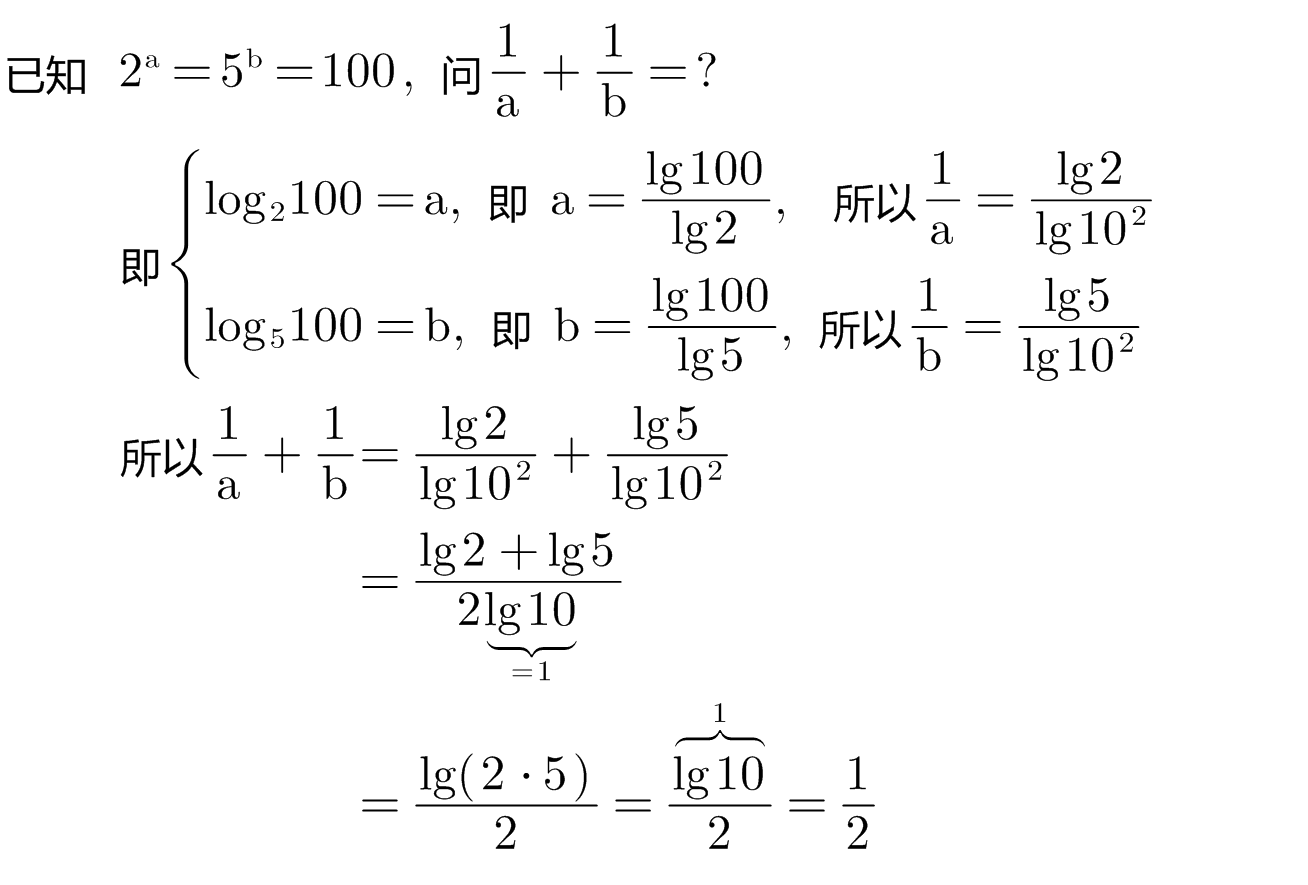 已知 2^a = 5^b = 100, 问 1/a + 1/b = ?
即 { log₂100 = a, 即 a = lg100/lg2, 所以 1/a = lg2/lg10²
log₅100 = b, 即 b = lg100/lg5, 所以 1/b = lg5/lg10²
所以 1/a + 1/b = lg2/lg10² + lg5/lg10²
= (lg2 + lg5)/(2lg10)
=1
1
= lg(2·5)/2 = lg10/2 = 1/2